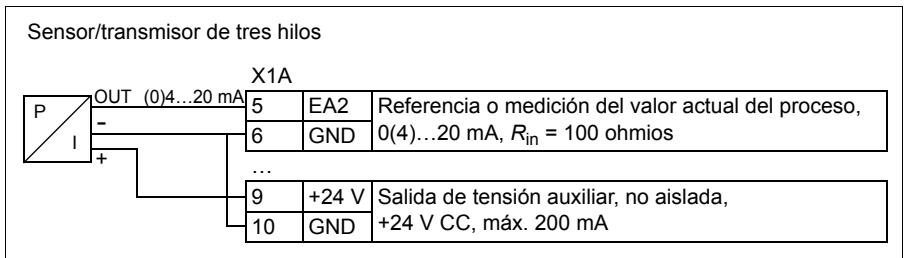 Sensor/transmisor de tres hilos
X1A
P
I
OUT (0)4…20 mA
-
+
5 EA2 Referencia o medición del valor actual del proceso,
6 GND 0(4)…20 mA, Rin = 100 ohmios
…
9 +24 V Salida de tensión auxiliar, no aislada,
10 GND +24 V CC, máx. 200 mA